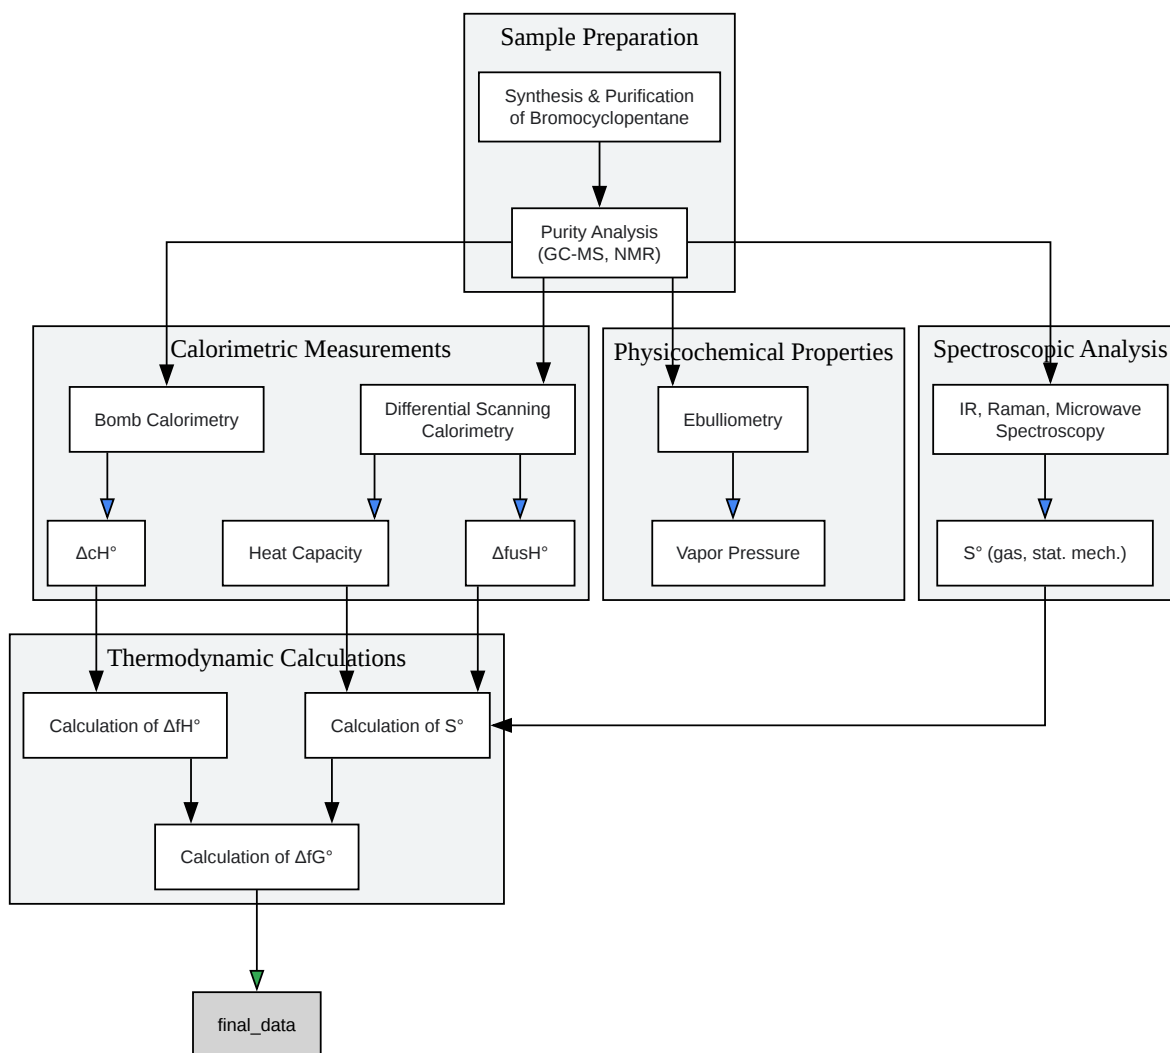 Sample Preparation
Synthesis & Purification
of Bromocyclopentane
Purity Analysis
(GC-MS, NMR)
Calorimetric Measurements
Physicochemical Properties
Spectroscopic Analysis
Bomb Calorimetry
Differential Scanning
Calorimetry
Ebulliometry
IR, Raman, Microwave
Spectroscopy
ΔcH°
Heat Capacity
ΔfusH°
Vapor Pressure
S° (gas, stat. mech.)
Thermodynamic Calculations
Calculation of ΔfH°
Calculation of S°
Calculation of ΔfG°
final_data